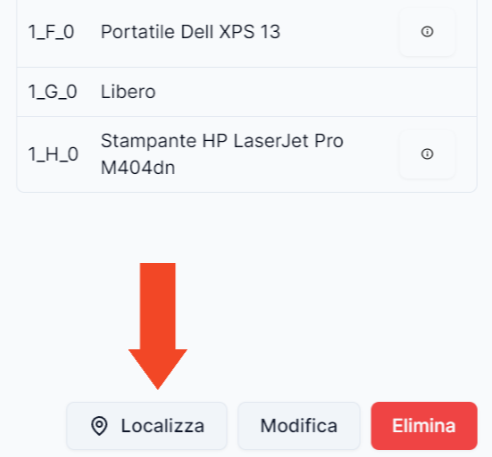 1_F_0 Portatile Dell XPS 13
1_G_0 Libero
1_H_0 Stampante HP LaserJet Pro
M404dn
Localizza Modifica Elimina